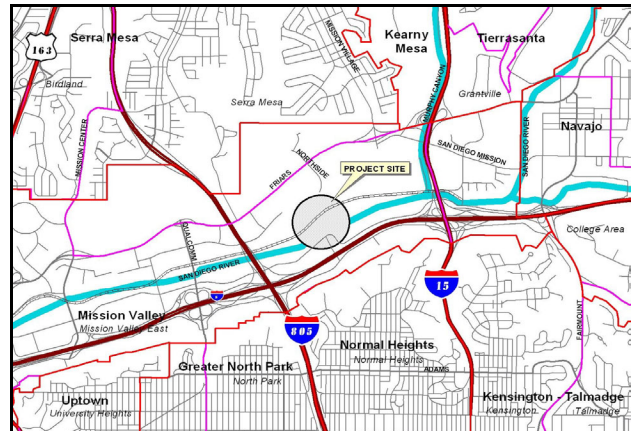 163
Serra Mesa
Birdland
MISSION CENTER
Serra Mesa
MISSION VILLAGE
Kearny
Mesa
Tierrasanta
MURPHY CANYON
Grantville
Navajo
SAN DIEGO RIVER
SAN DIEGO MISSION
FRIARS
NORTHSIDE
PROJECT SITE
QUALCOMM
SAN DIEGO RIVER
College Area
Mission Valley
Mission Valley East
805
15
FAIRMOUNT
Greater North Park
North Park
Normal Heights
Normal Heights
ADAMS
Uptown
University Heights
Kensington - Talmadge
Kensington
Talmadge